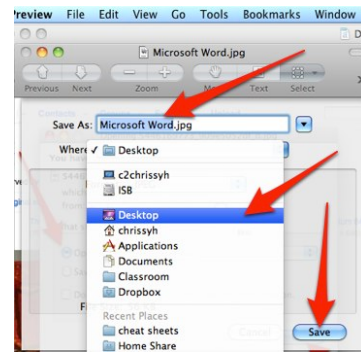 Preview File Edit View Go Tools Bookmarks Window
Microsoft Word.jpg
Previous Next Zoom Move Text Select
Save As: Microsoft Word.jpg
Where ✓ Desktop
c2chrissyh
ISB
Desktop
chrissyh
Applications
Documents
Classroom
Dropbox
Recent Places
cheat sheets
Home Share
Cancel Save